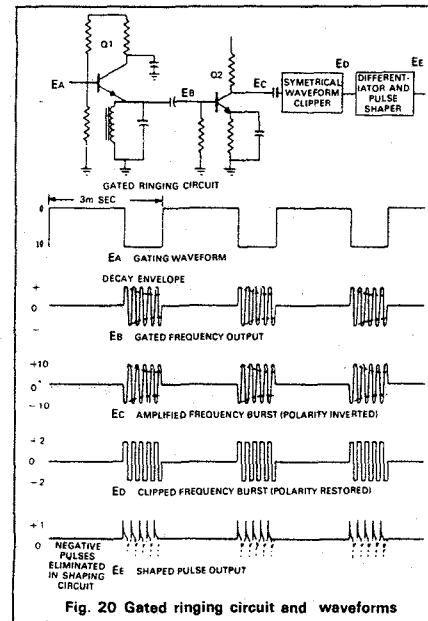 Q1
Q2
EA
EB
EC
ED
EE
SYMETRICAL
WAVEFORM
CLIPPER
DIFFERENT-
IATOR AND
PULSE
SHAPER
GATED RINGING CIRCUIT
3m SEC
0
10
EA GATING WAVEFORM
DECAY ENVELOPE
+
0
−
EB GATED FREQUENCY OUTPUT
+10
0
−10
EC AMPLIFIED FREQUENCY BURST (POLARITY INVERTED)
+2
0
−2
ED CLIPPED FREQUENCY BURST (POLARITY RESTORED)
+1
0
NEGATIVE
PULSES
ELIMINATED
IN SHAPING
CIRCUIT
EE SHAPED PULSE OUTPUT
Fig. 20 Gated ringing circuit and waveforms